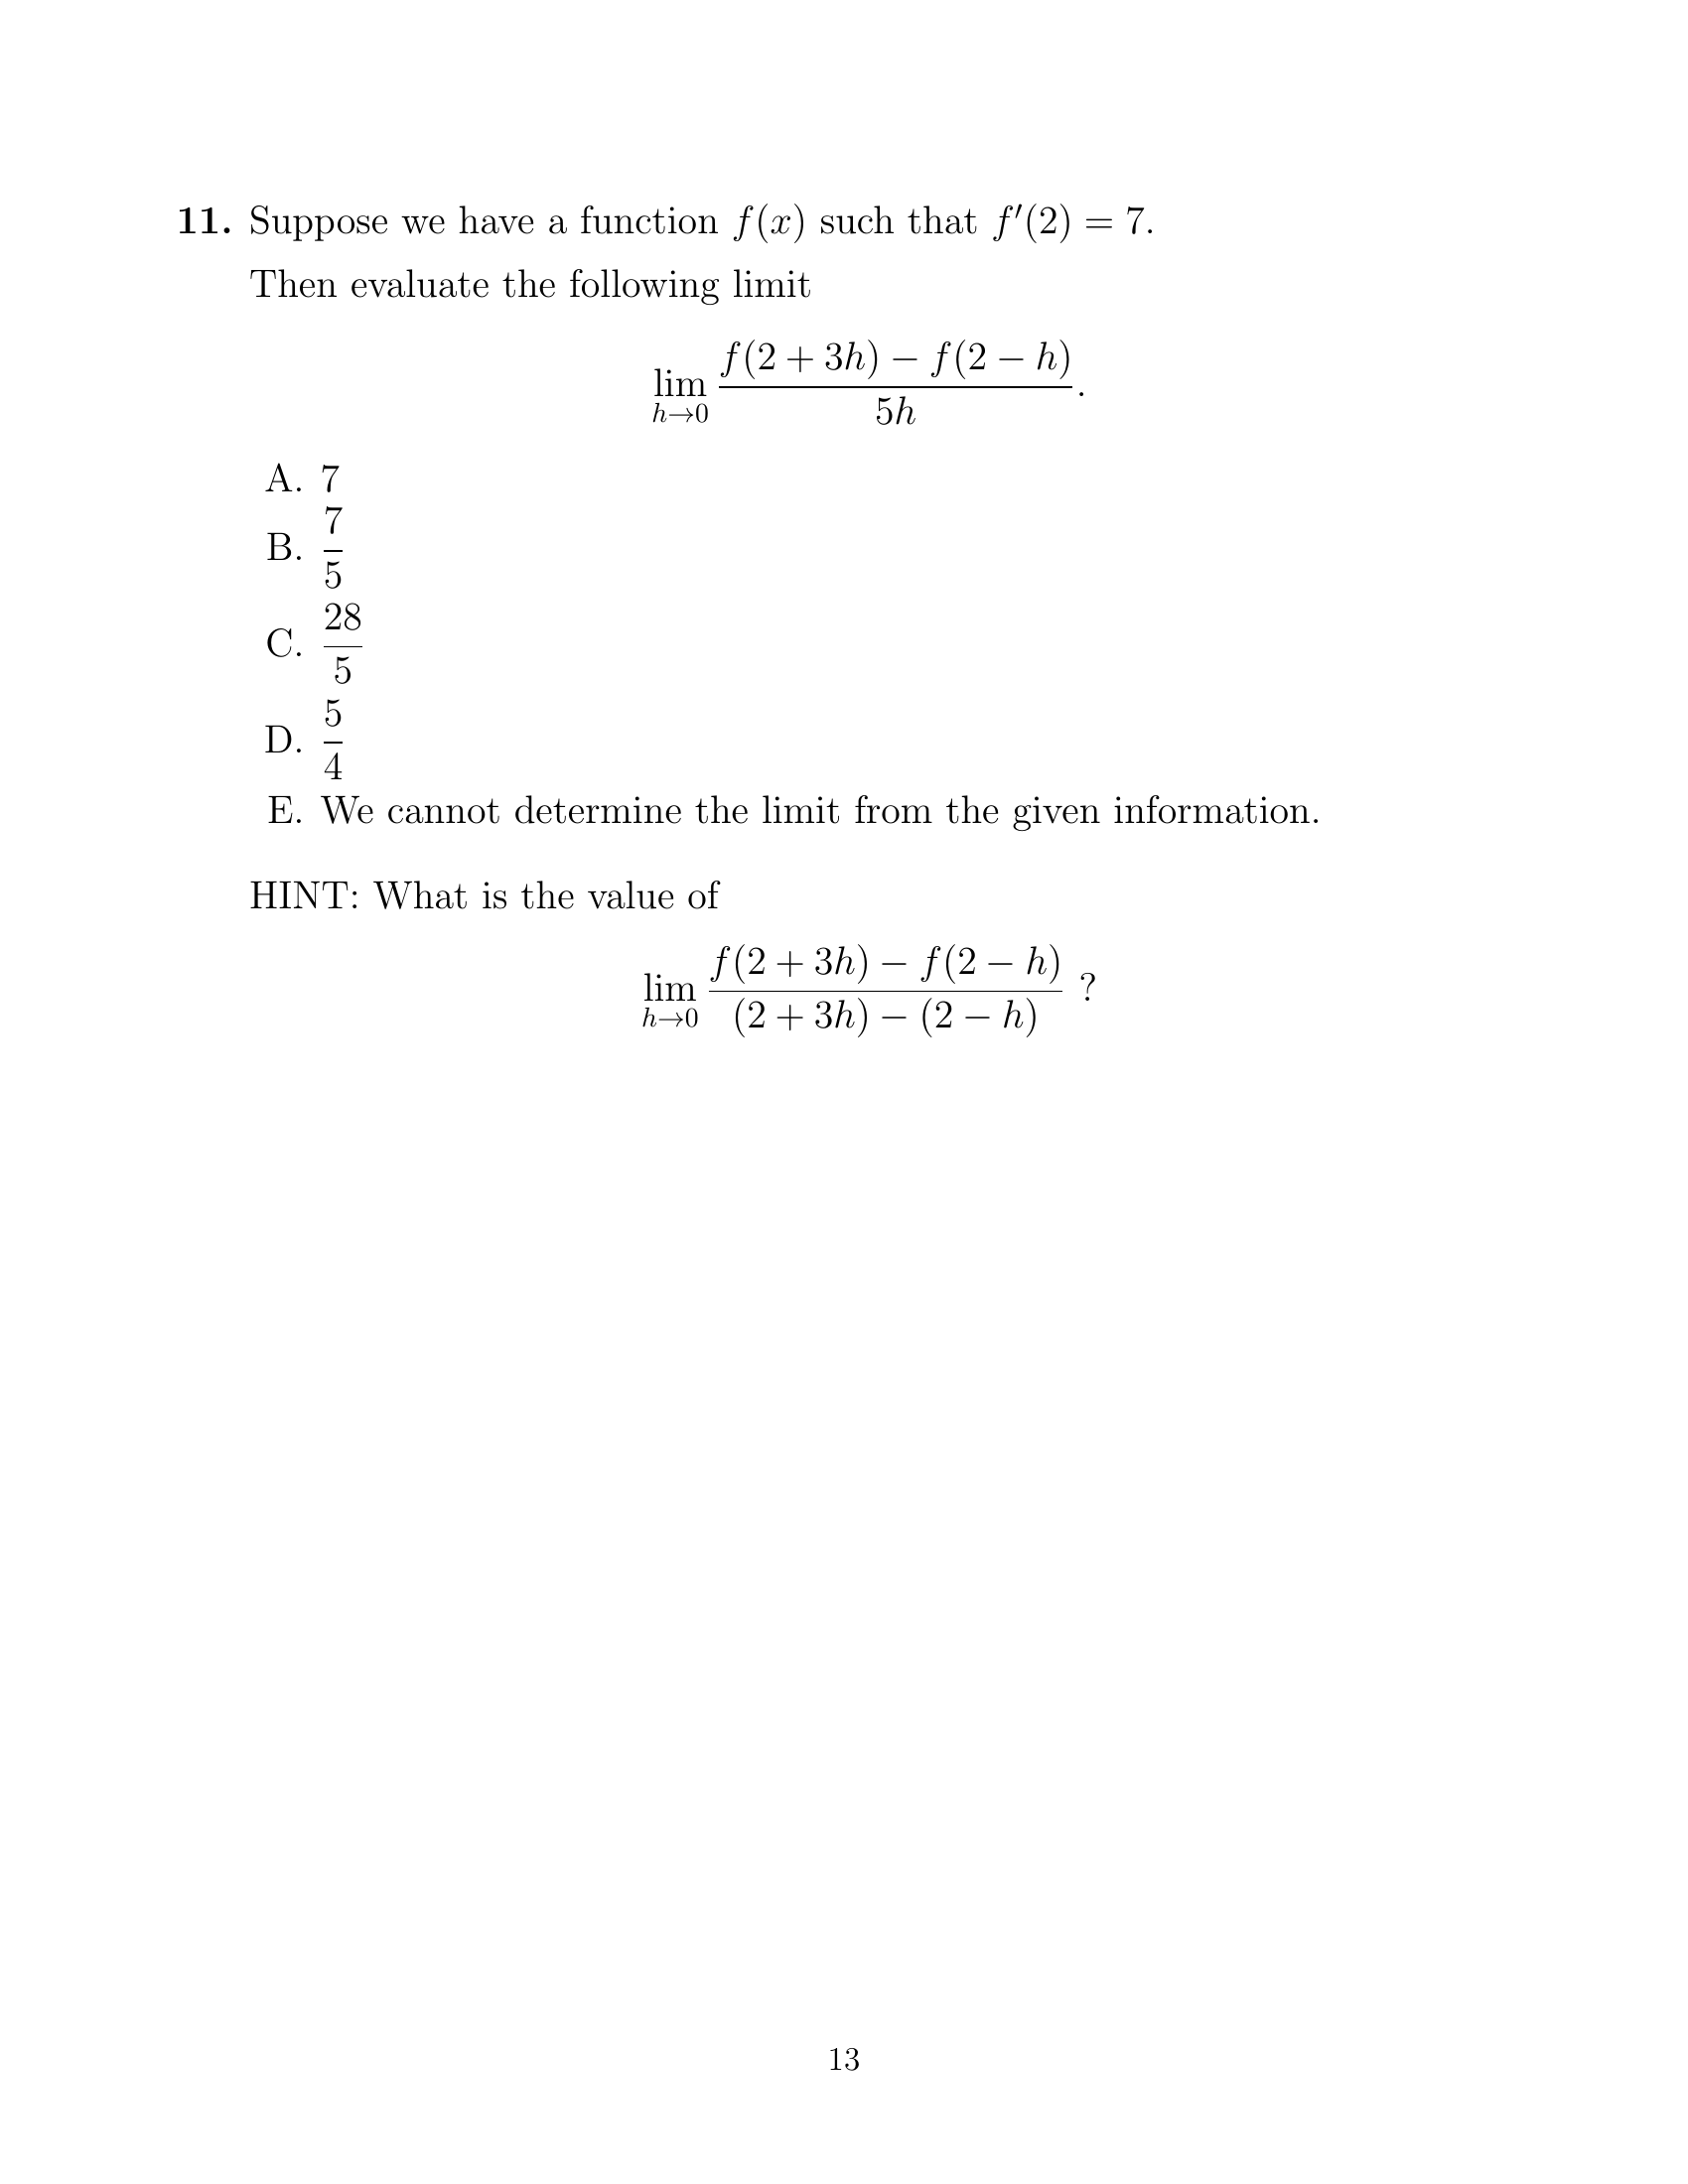 11. Suppose we have a function f(x) such that f′(2) = 7.
Then evaluate the following limit
lim_{h→0} \frac{f(2 + 3h) − f(2 − h)}{5h}.
A. 7
B. \frac{7}{5}
C. \frac{28}{5}
D. \frac{5}{4}
E. We cannot determine the limit from the given information.
HINT: What is the value of
lim_{h→0} \frac{f(2 + 3h) − f(2 − h)}{(2 + 3h) − (2 − h)} ?
13